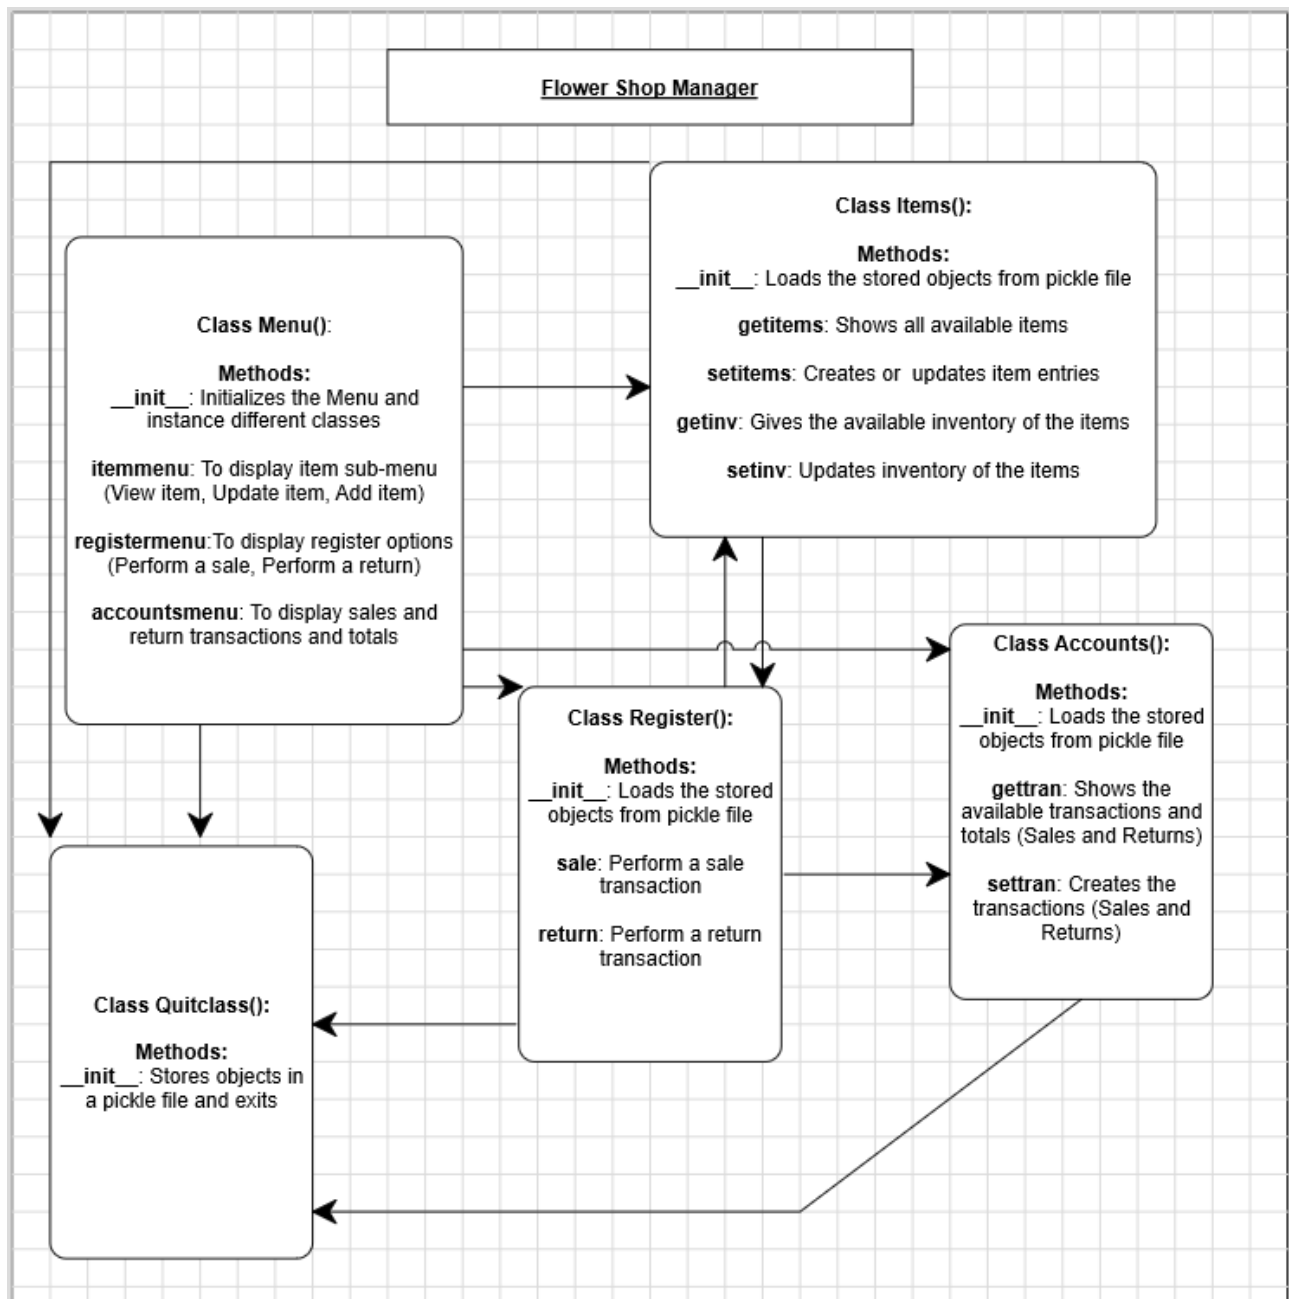 Flower Shop Manager
Class Items():
Methods:
__init__: Loads the stored objects from pickle file
getitems: Shows all available items
setitems: Creates or  updates item entries
getinv: Gives the available inventory of the items
setinv: Updates inventory of the items
Class Menu():
Methods:
__init__: Initializes the Menu and
instance different classes
itemmenu: To display item sub-menu
(View item, Update item, Add item)
registermenu:To display register options
(Perform a sale, Perform a return)
accountsmenu: To display sales and
return transactions and totals
Class Accounts():
Methods:
__init__: Loads the stored
objects from pickle file
gettran: Shows the
available transactions and
totals (Sales and Returns)
settran: Creates the
transactions (Sales and
Returns)
Class Register():
Methods:
__init__: Loads the stored
objects from pickle file
sale: Perform a sale
transaction
return: Perform a return
transaction
Class Quitclass():
Methods:
__init__: Stores objects in
a pickle file and exits